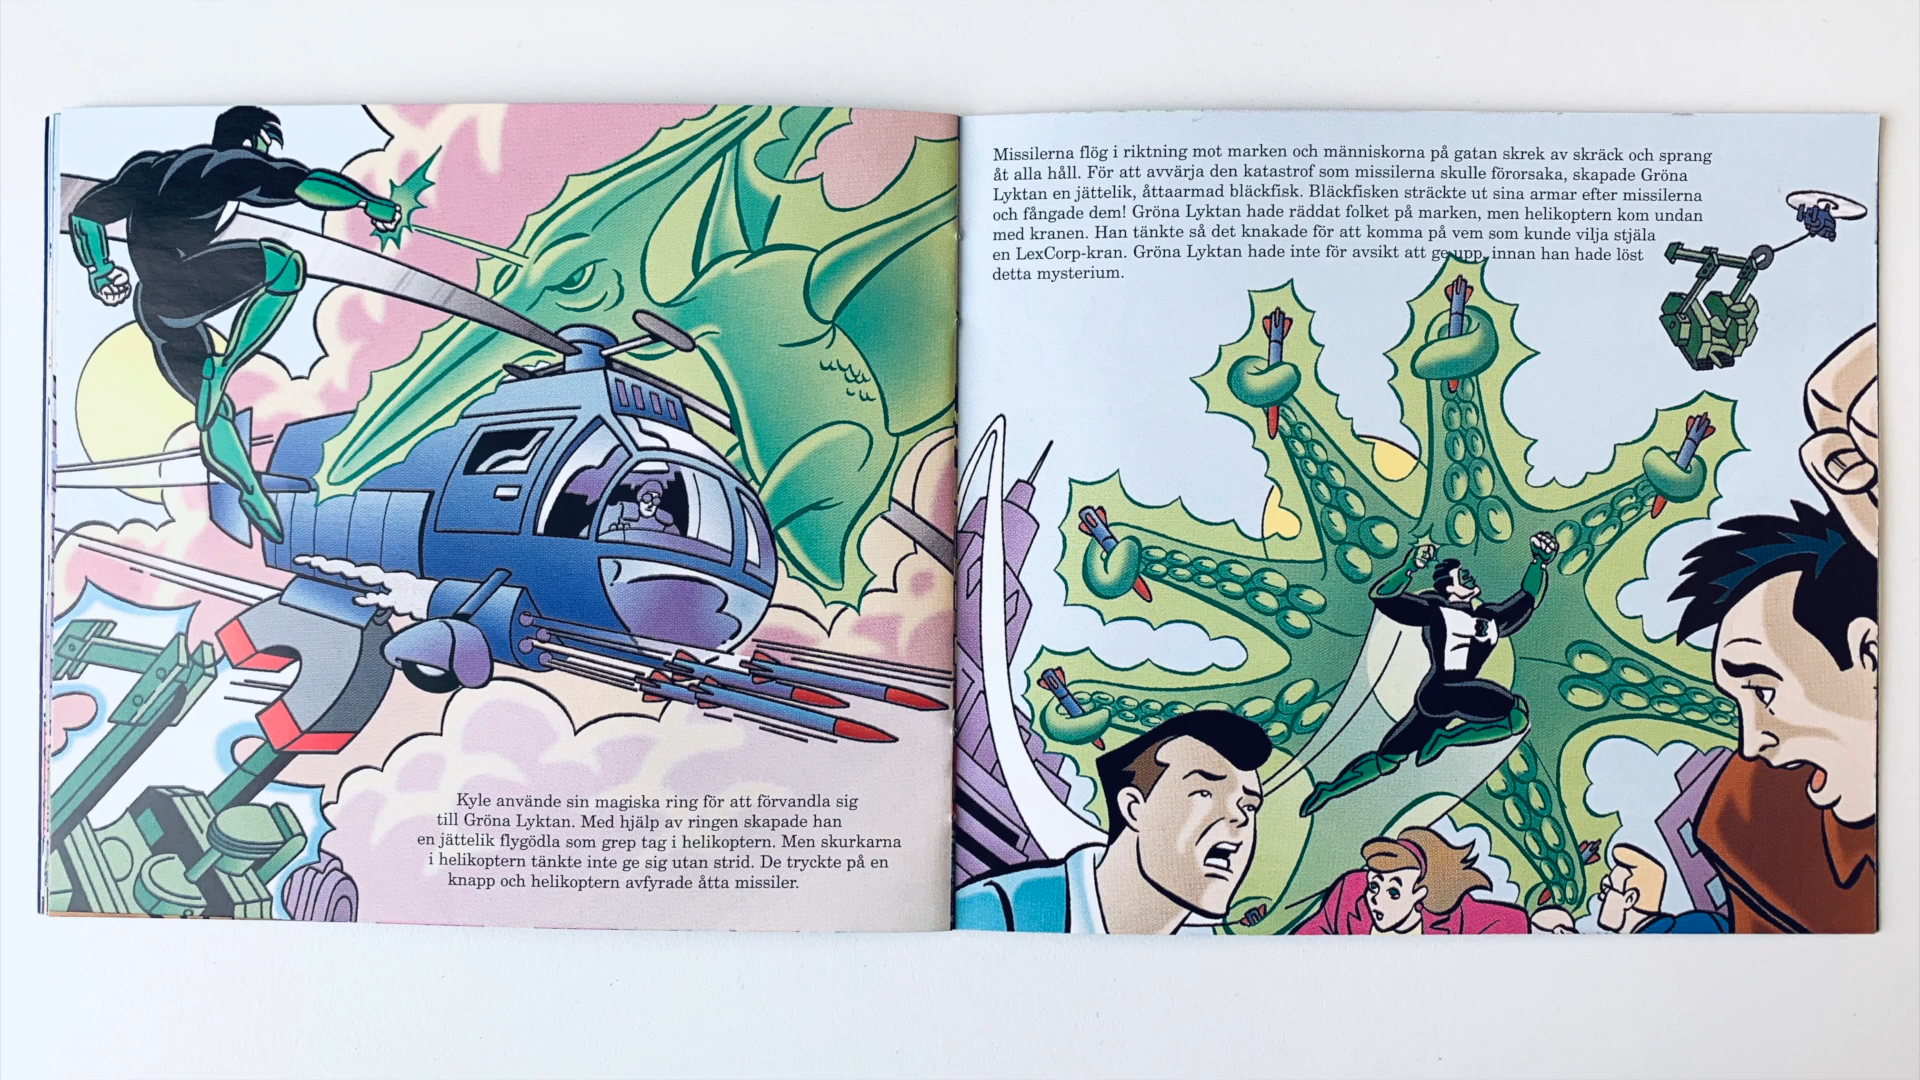 Kyle använde sin magiska ring för att förvandla sig
till Gröna Lyktan. Med hjälp av ringen skapade han
en jättelik flygödla som grep tag i helikoptern. Men skurkarna
i helikoptern tänkte inte ge sig utan strid. De tryckte på en
knapp och helikoptern avfyrade åtta missiler.
Missilerna flög i riktning mot marken och människorna på gatan skrek av skräck och sprang
åt alla håll. För att avvärja den katastrof som missilerna skulle förorsaka, skapade Gröna
Lyktan en jättelik, åttaarmad bläckfisk. Bläckfisken sträckte ut sina armar efter missilerna
och fångade dem! Gröna Lyktan hade räddat folket på marken, men helikoptern kom undan
med kranen. Han tänkte så det knakade för att komma på vem som kunde vilja stjäla
en LexCorp-kran. Gröna Lyktan hade inte för avsikt att ge upp, innan han hade löst
detta mysterium.